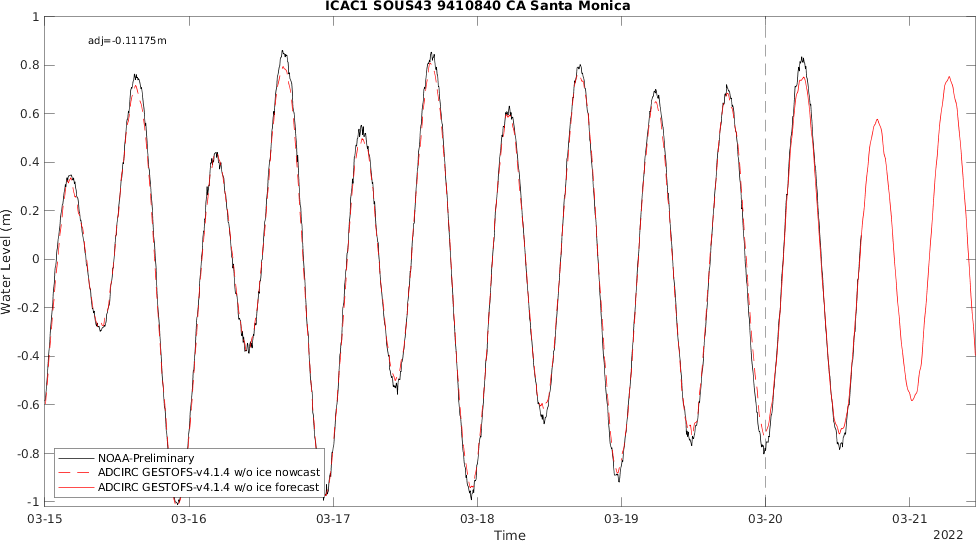 ICAC1 SOUS43 9410840 CA Santa Monica
adj=-0.11175m
1
0.8
0.6
0.4
0.2
0
-0.2
-0.4
-0.6
-0.8
-1
Water Level (m)
NOAA-Preliminary
ADCIRC GESTOFS-v4.1.4 w/o ice nowcast
ADCIRC GESTOFS-v4.1.4 w/o ice forecast
03-15 03-16 03-17 03-18 03-19 03-20 03-21
Time
2022